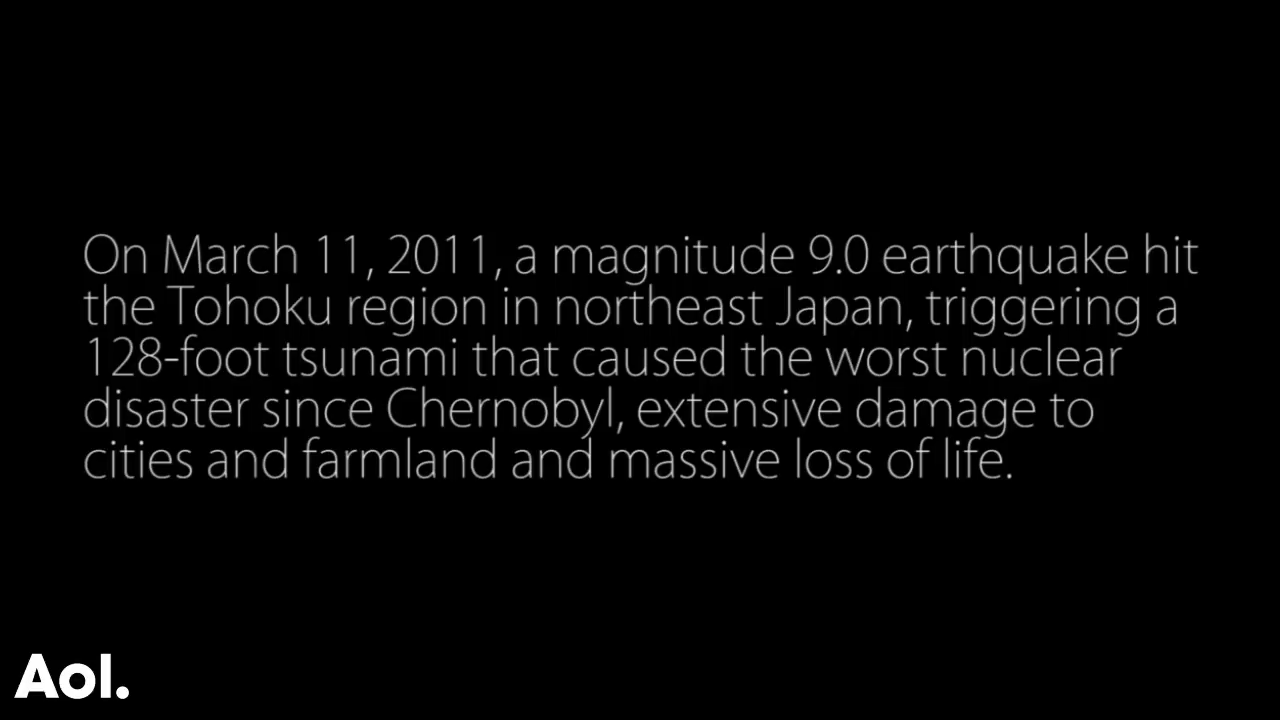 On March 11, 2011, a magnitude 9.0 earthquake hit
the Tohoku region in northeast Japan, triggering a
128-foot tsunami that caused the worst nuclear
disaster since Chernobyl, extensive damage to
cities and farmland and massive loss of life.
Aol.